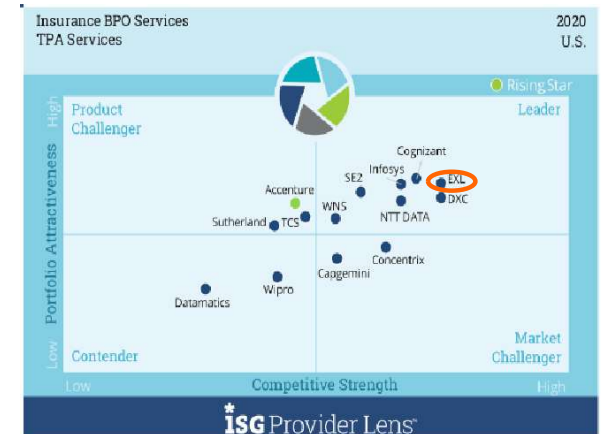 Insurance BPO Services
TPA Services
2020
U.S.
Rising Star
High
Product
Challenger
Leader
Portfolio Attractiveness
Cognizant
Infosys
SE2
EXL
DXC
Accenture
WNS
NTT DATA
Sutherland
TCS
Concentrix
Capgemini
Wipro
Datamatics
Low
Contender
Market
Challenger
Low
Competitive Strength
High
iSG Provider Lens™